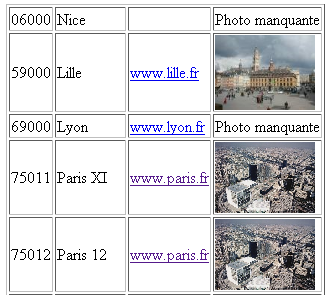 06000 Nice Photo manquante
59000 Lille www.lille.fr
69000 Lyon www.lyon.fr Photo manquante
75011 Paris XI www.paris.fr
75012 Paris 12 www.paris.fr